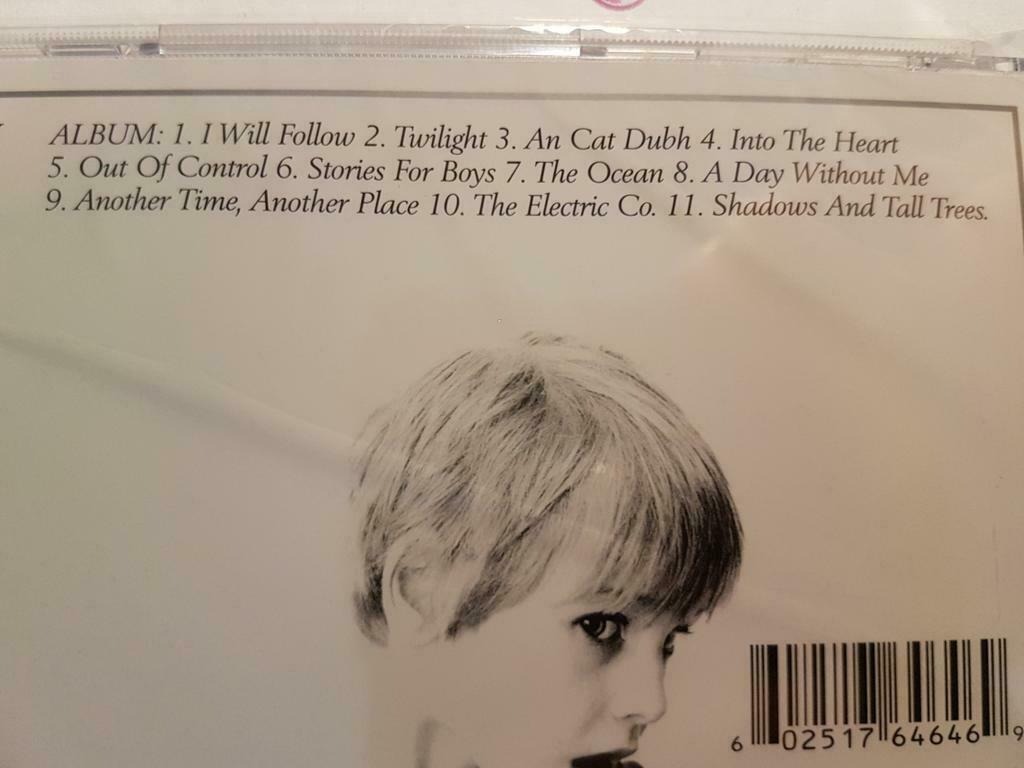 ALBUM: 1. I Will Follow 2. Twilight 3. An Cat Dubh 4. Into The Heart
5. Out Of Control 6. Stories For Boys 7. The Ocean 8. A Day Without Me
9. Another Time, Another Place 10. The Electric Co. 11. Shadows And Tall Trees.
6 02517 64646 9